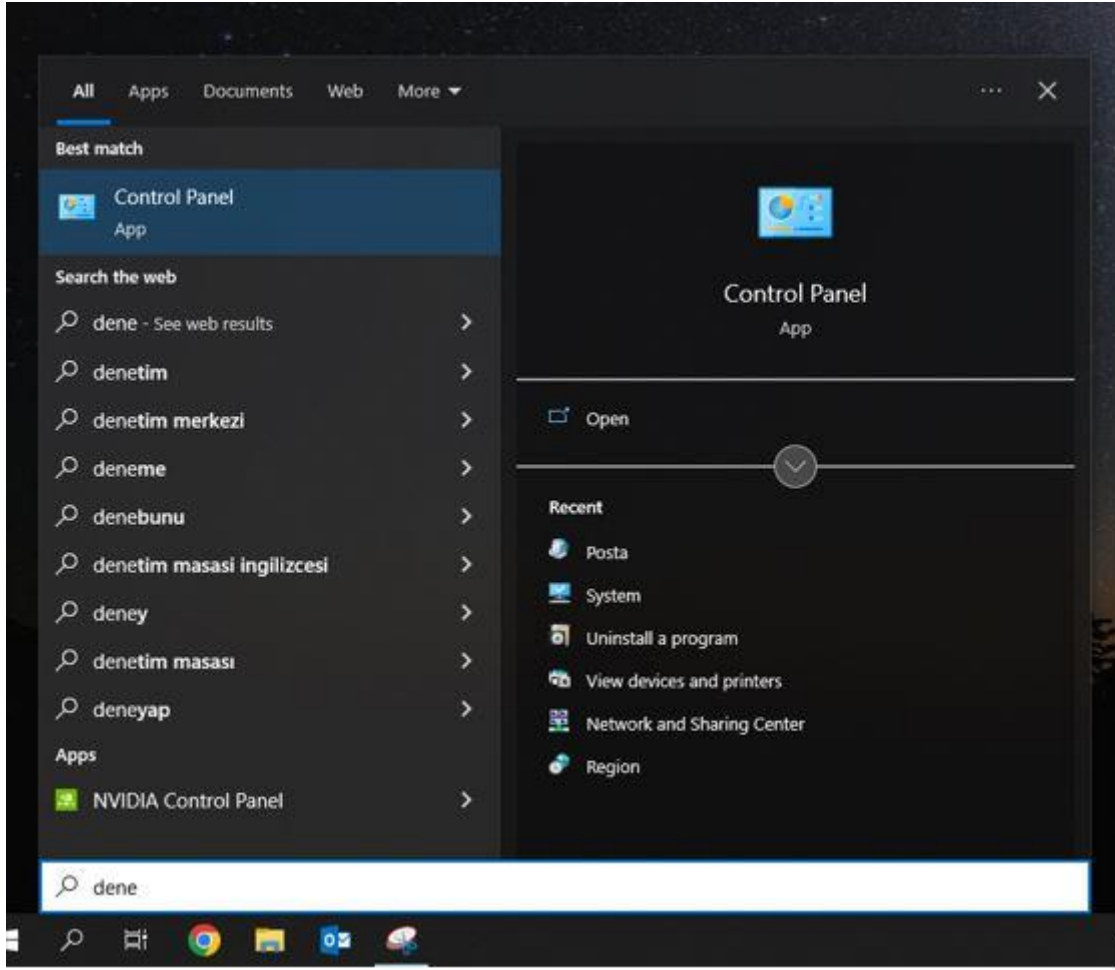 All Apps Documents Web More
Best match
Control Panel
App
Search the web
dene - See web results
denetim
denetim merkezi
deneme
denebunu
denetim masasi ingilizcesi
deney
denetim masası
deneyap
Apps
NVIDIA Control Panel
Control Panel
App
Open
Recent
Posta
System
Uninstall a program
View devices and printers
Network and Sharing Center
Region
dene